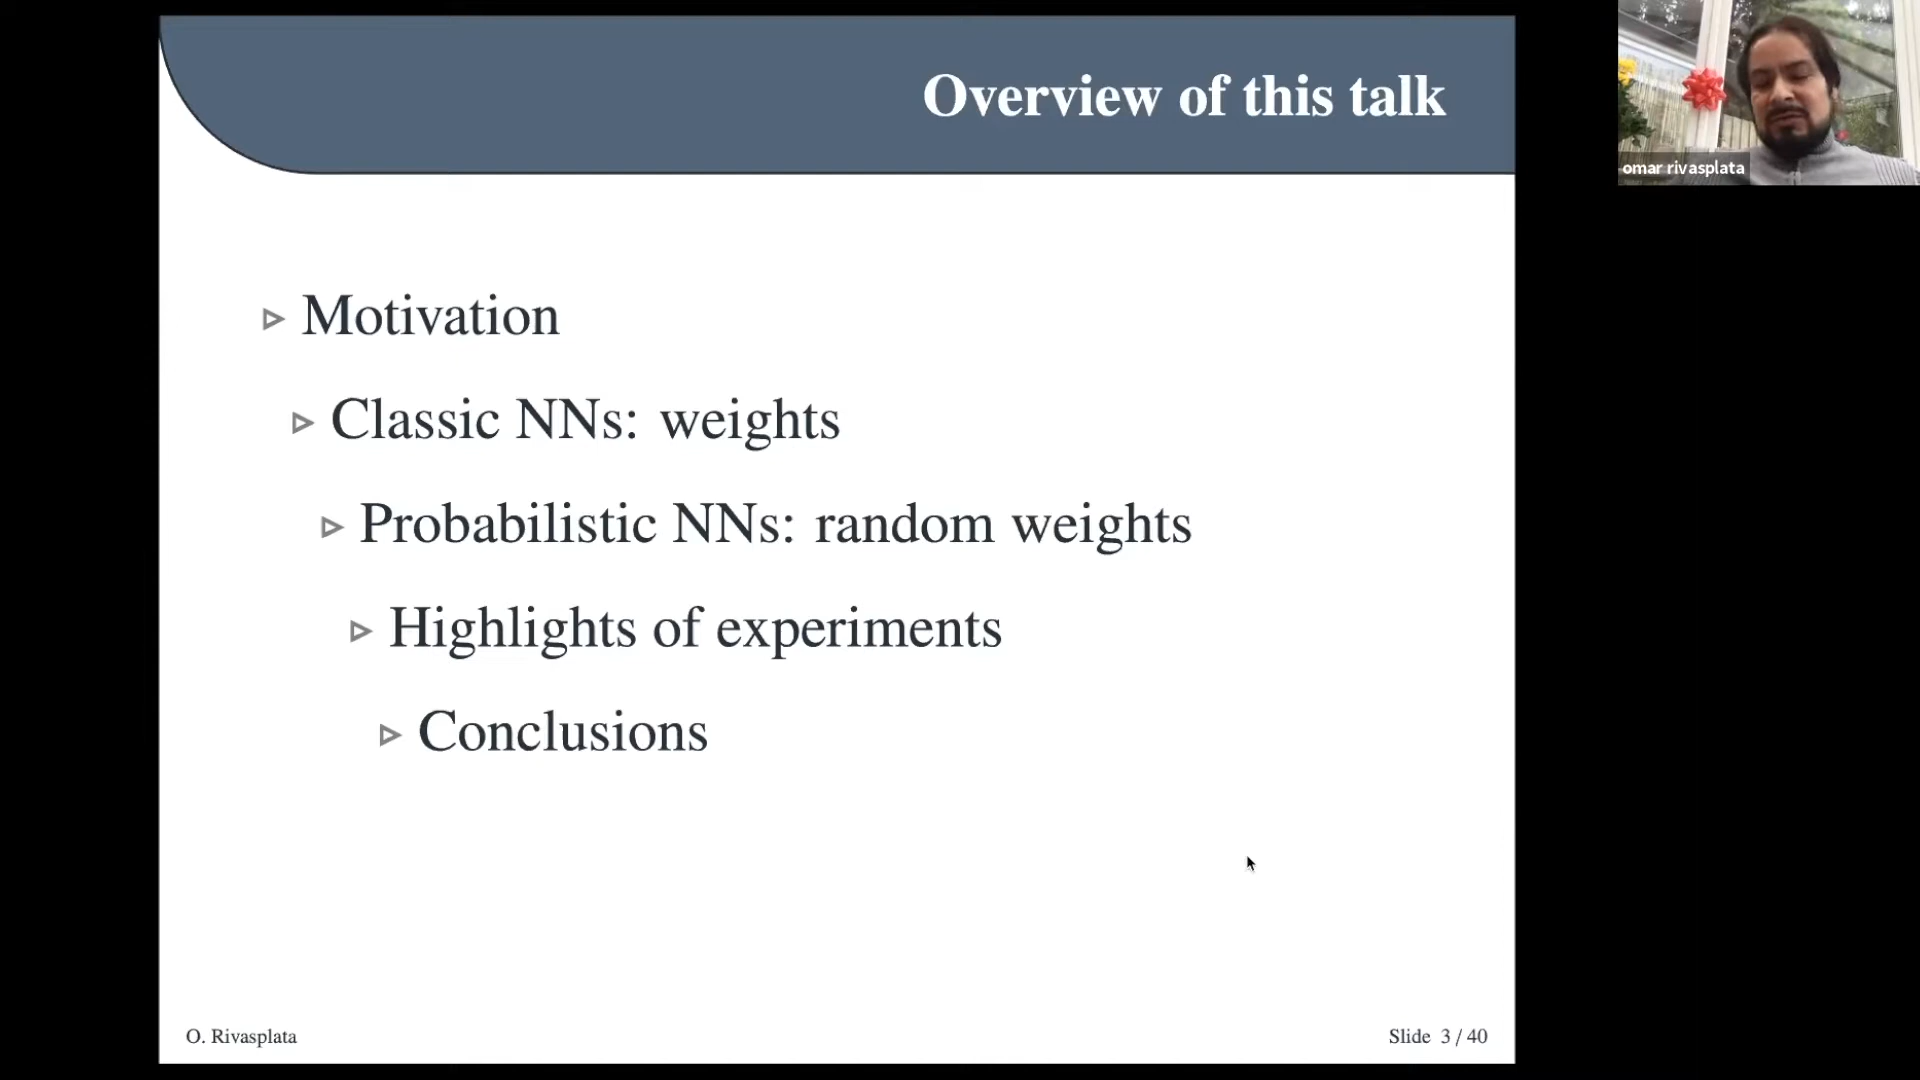 Overview of this talk
omar rivasplata
Motivation
Classic NNs: weights
Probabilistic NNs: random weights
Highlights of experiments
Conclusions
O. Rivasplata
Slide 3 / 40